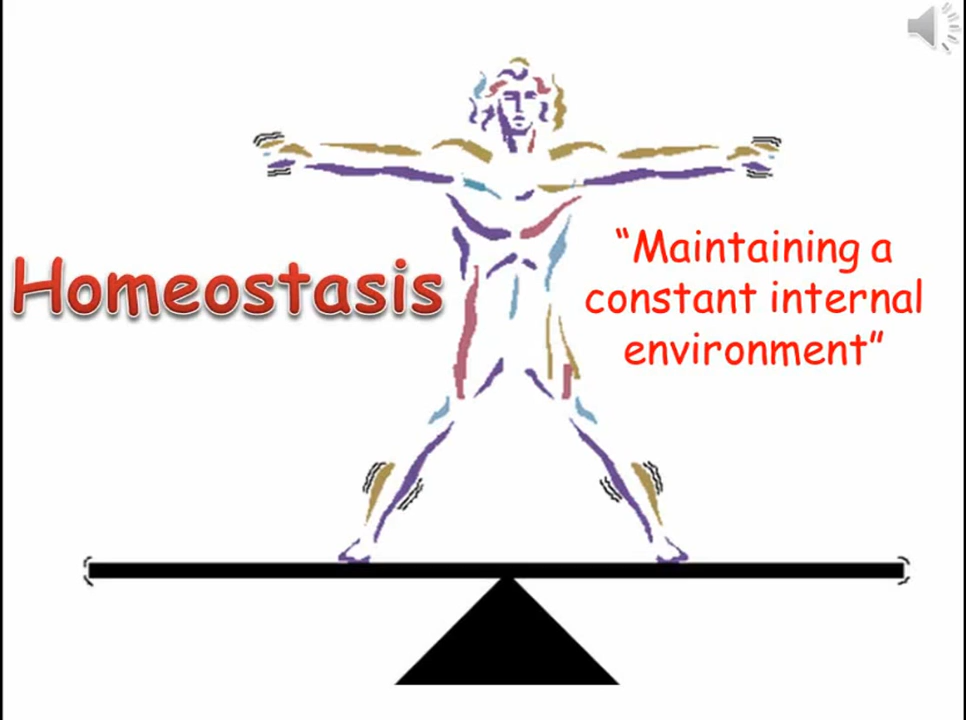 Homeostasis
“Maintaining a
constant internal
environment”